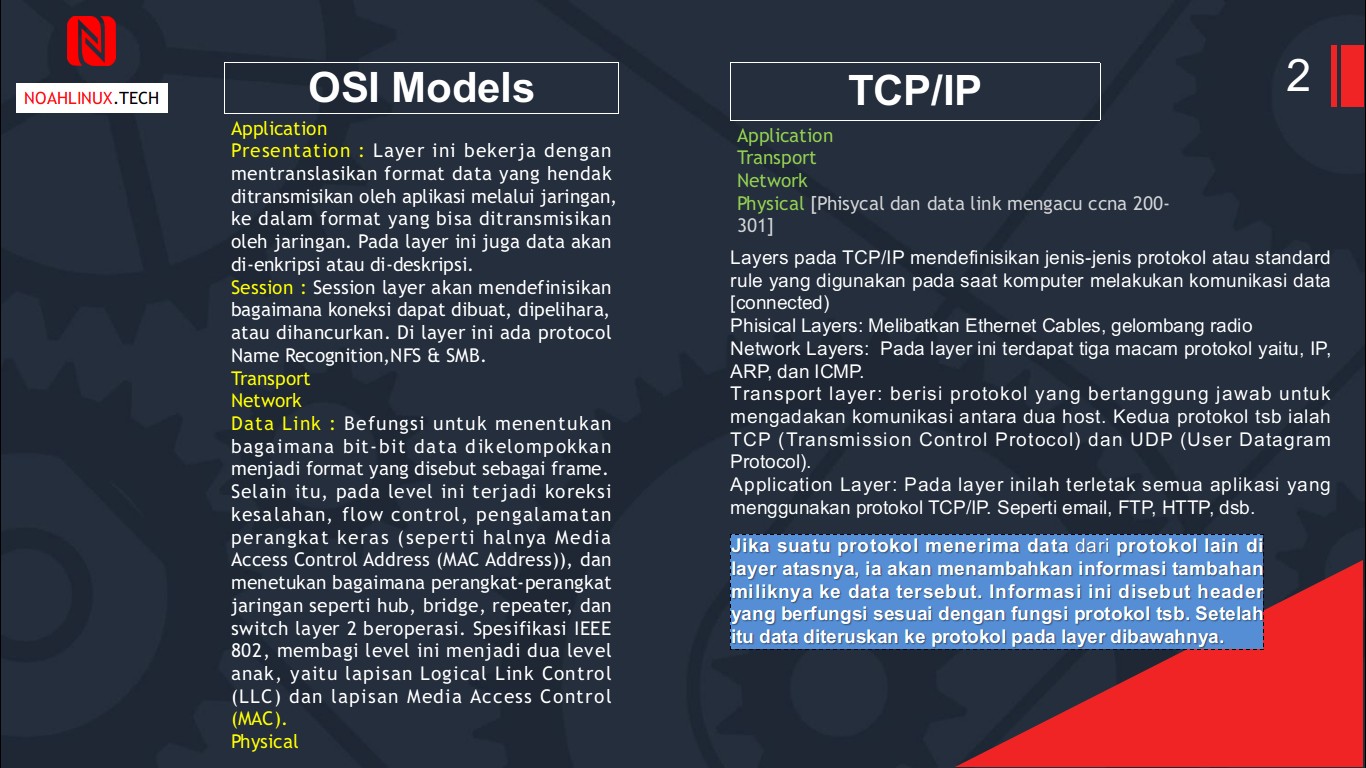 NOAHLINUX.TECH
OSI Models
Application
Presentation : Layer ini bekerja dengan
mentranslasikan format data yang hendak
ditransmisikan oleh aplikasi melalui jaringan,
ke dalam format yang bisa ditransmisikan
oleh jaringan. Pada layer ini juga data akan
di-enkripsi atau di-deskripsi.
Session : Session layer akan mendefinisikan
bagaimana koneksi dapat dibuat, dipelihara,
atau dihancurkan. Di layer ini ada protocol
Name Recognition,NFS & SMB.
Transport
Network
Data Link : Befungsi untuk menentukan
bagaimana bit-bit data dikelompokkan
menjadi format yang disebut sebagai frame.
Selain itu, pada level ini terjadi koreksi
kesalahan, flow control, pengalamatan
perangkat keras (seperti halnya Media
Access Control Address (MAC Address)), dan
menetukan bagaimana perangkat-perangkat
jaringan seperti hub, bridge, repeater, dan
switch layer 2 beroperasi. Spesifikasi IEEE
802, membagi level ini menjadi dua level
anak, yaitu lapisan Logical Link Control
(LLC) dan lapisan Media Access Control
(MAC).
Physical
TCP/IP
2
Application
Transport
Network
Physical [Phisycal dan data link mengacu ccna 200-
301]
Layers pada TCP/IP mendefinisikan jenis-jenis protokol atau standard
rule yang digunakan pada saat komputer melakukan komunikasi data
[connected)
Phisical Layers: Melibatkan Ethernet Cables, gelombang radio
Network Layers:  Pada layer ini terdapat tiga macam protokol yaitu, IP,
ARP, dan ICMP.
Transport layer: berisi protokol yang bertanggung jawab untuk
mengadakan komunikasi antara dua host. Kedua protokol tsb ialah
TCP (Transmission Control Protocol) dan UDP (User Datagram
Protocol).
Application Layer: Pada layer inilah terletak semua aplikasi yang
menggunakan protokol TCP/IP. Seperti email, FTP, HTTP, dsb.
Jika suatu protokol menerima data dari protokol lain di
layer atasnya, ia akan menambahkan informasi tambahan
miliknya ke data tersebut. Informasi ini disebut header
yang berfungsi sesuai dengan fungsi protokol tsb. Setelah
itu data diteruskan ke protokol pada layer dibawahnya.